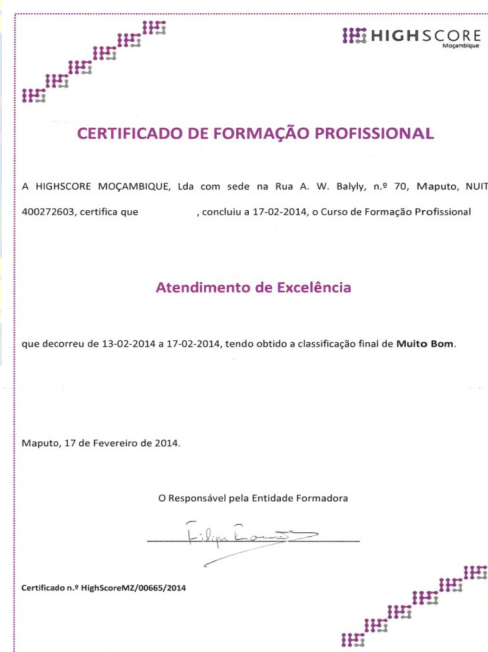 HIGHSCORE
Moçambique
CERTIFICADO DE FORMAÇÃO PROFISSIONAL
A HIGHSCORE MOÇAMBIQUE, Lda com sede na Rua A. W. Balyly, n.º 70, Maputo, NUIT
400272603, certifica que , concluiu a 17-02-2014, o Curso de Formação Profissional
Atendimento de Excelência
que decorreu de 13-02-2014 a 17-02-2014, tendo obtido a classificação final de Muito Bom.
Maputo, 17 de Fevereiro de 2014.
O Responsável pela Entidade Formadora
Certificado n.º HighScoreMZ/00665/2014